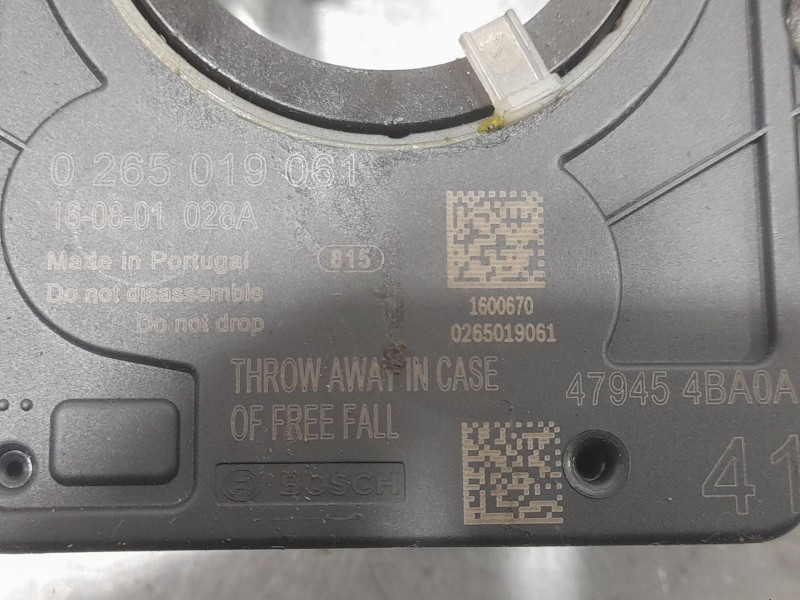 0 265 019 061
16-08-01 028A
Made in Portugal
815
Do not disassemble
Do not drop
1600670
0265019061
THROW AWAY IN CASE
OF FREE FALL
47945 4BA0A
BOSCH
41